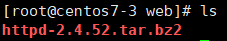 [root@centos7-3 web]# ls
httpd-2.4.52.tar.bz2